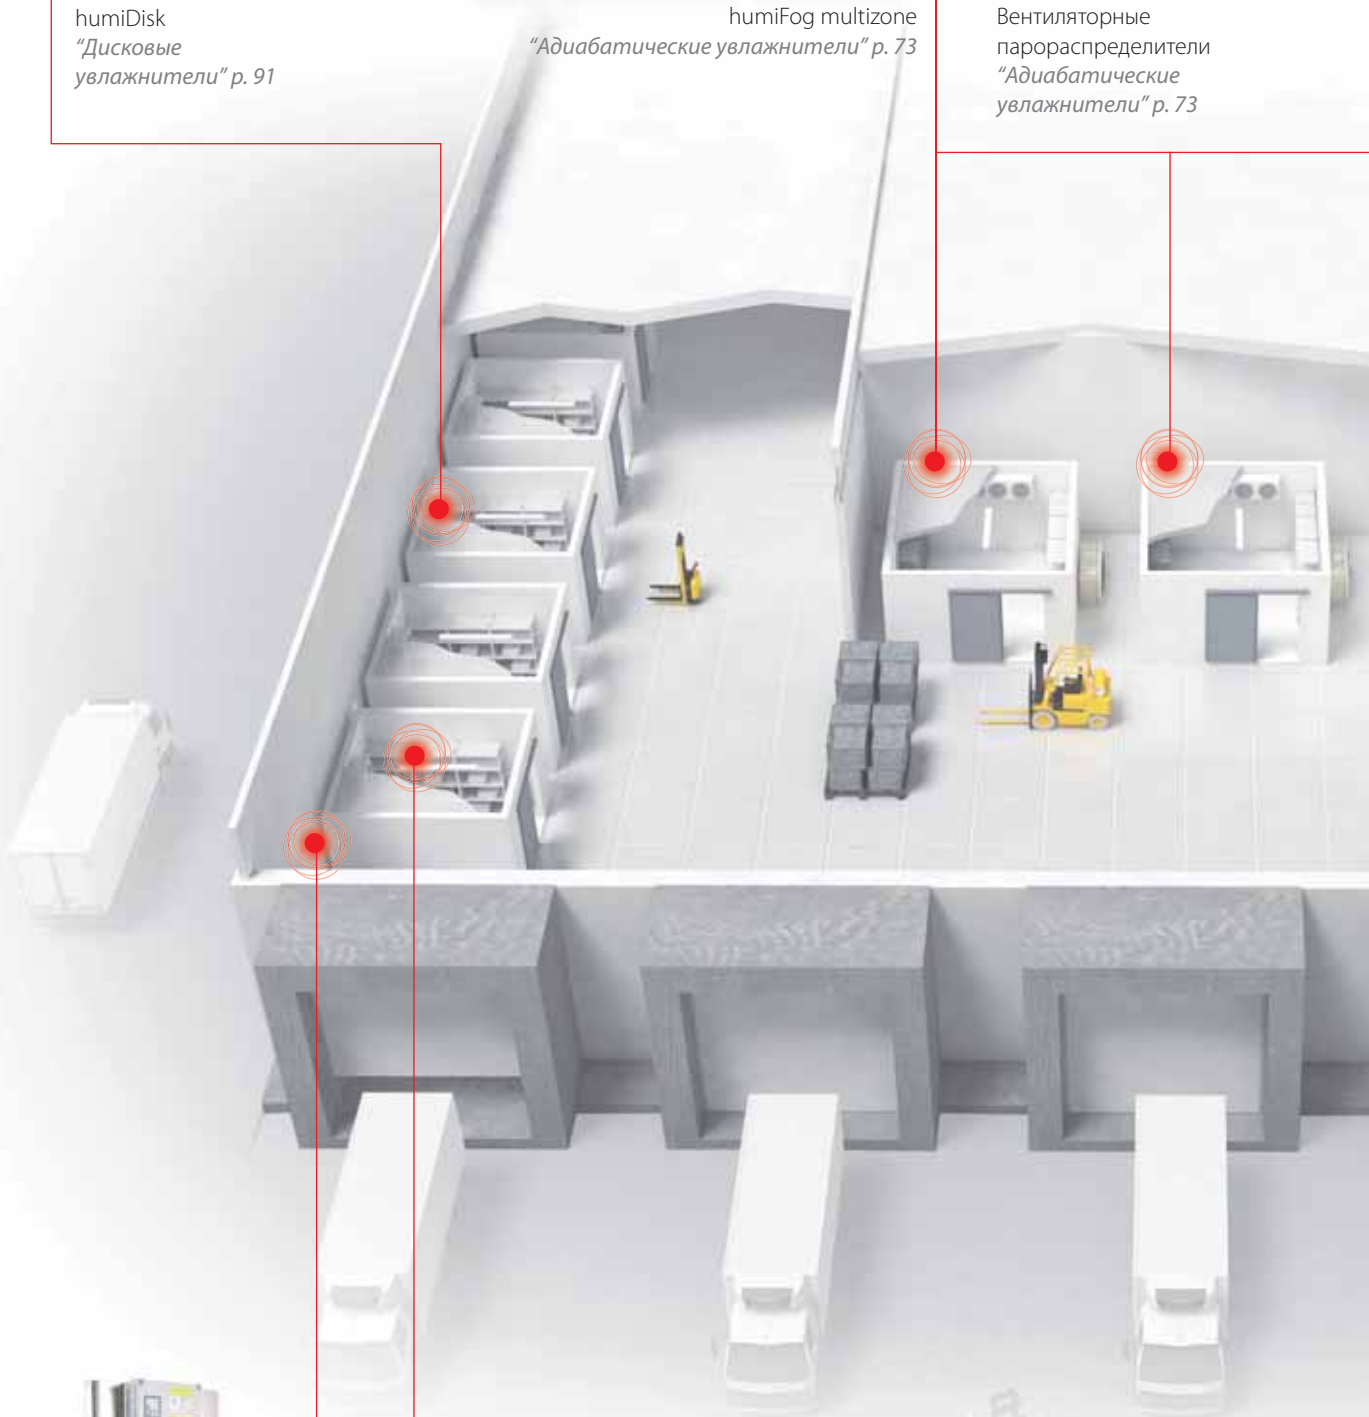 humiDisk
“Дисковые
увлажнители” p. 91
humiFog multizone
“Адиабатические увлажнители” p. 73
Вентиляторные
парораспределители
“Адиабатические
увлажнители” p. 73